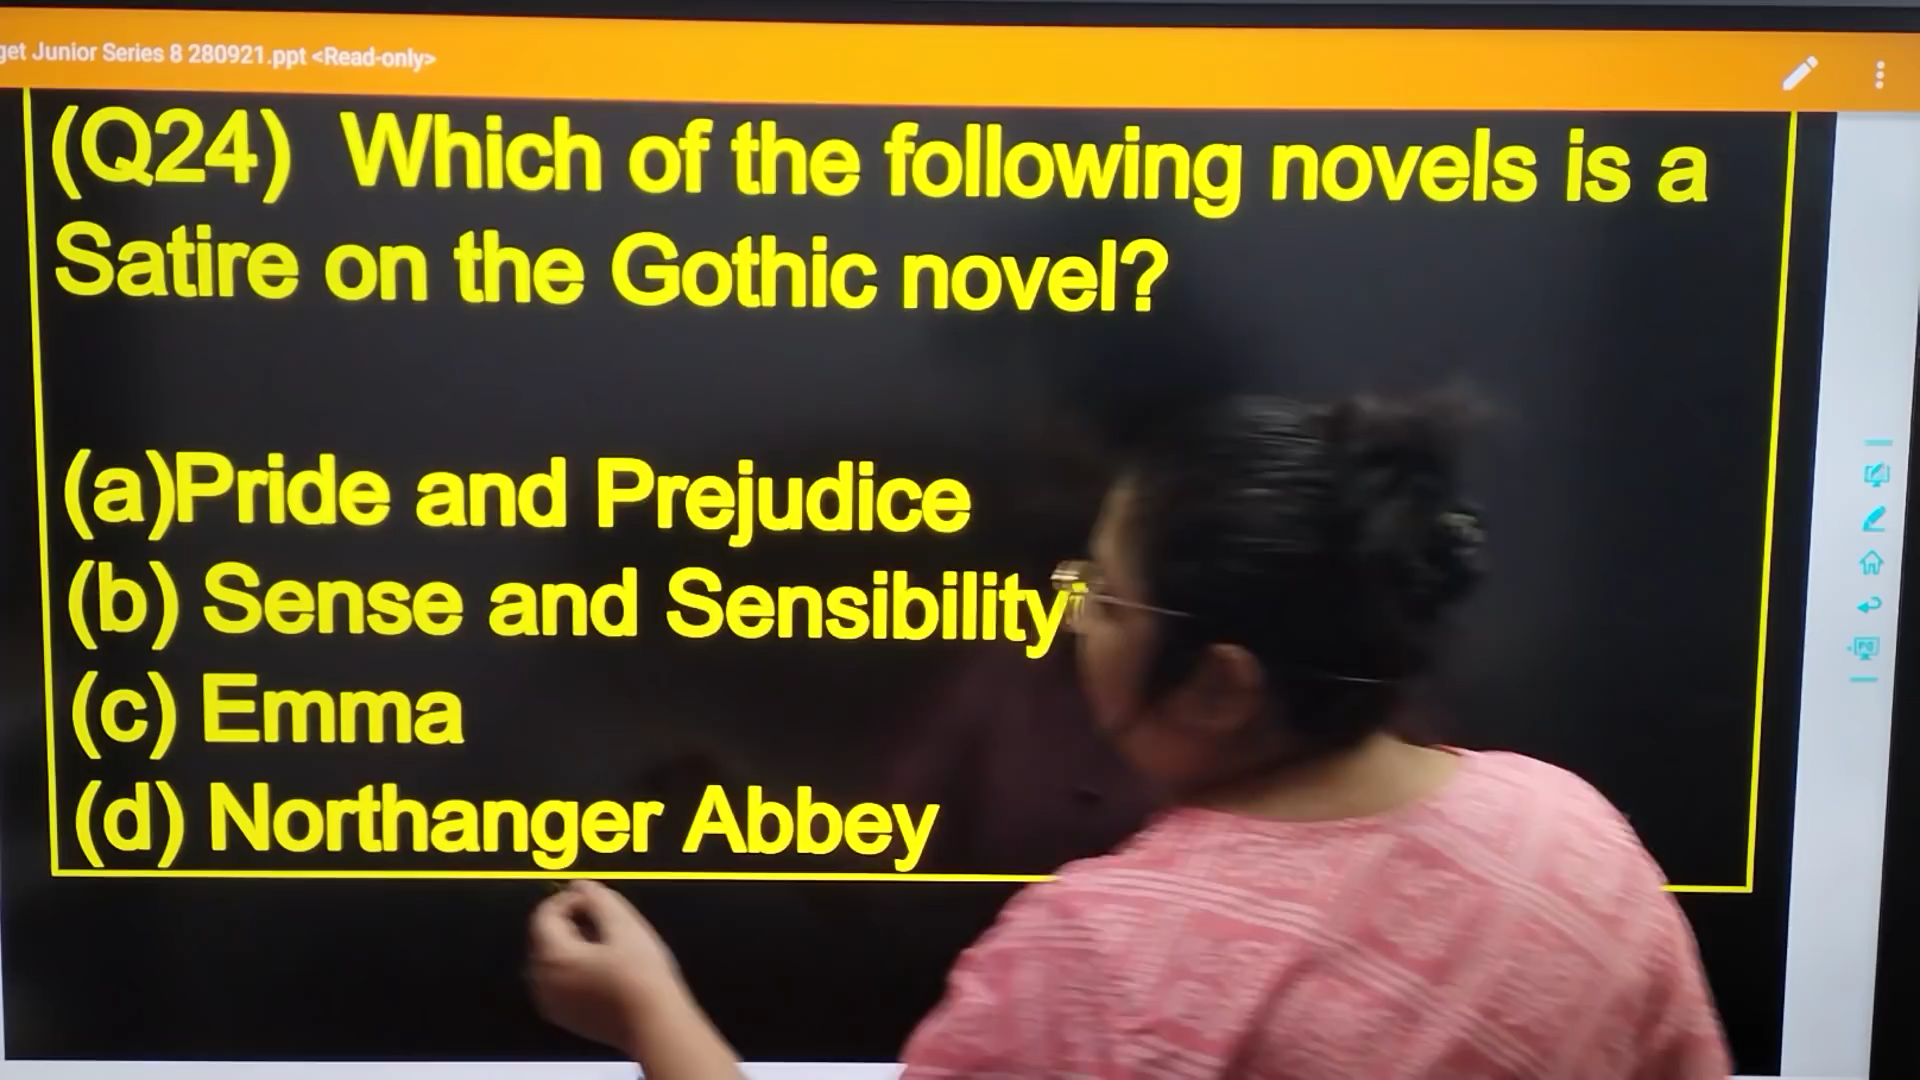 get Junior Series 8 280921.ppt <Read-only>
(Q24) Which of the following novels is a
Satire on the Gothic novel?
(a)Pride and Prejudice
(b) Sense and Sensibility
(c) Emma
(d) Northanger Abbey